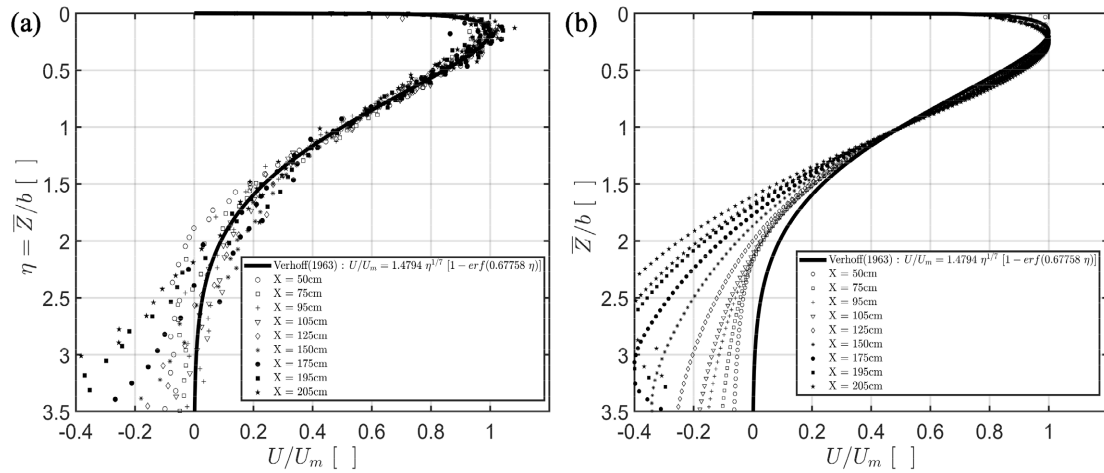 (a)
0
0.5
1
1.5
2
2.5
3
3.5
η = Z̅/b [ ]
Verhoff(1963) : U/Uₘ = 1.4794 η^{1/7} [1−erf(0.67758 η)]
X = 50cm
X = 75cm
X = 95cm
X = 105cm
X = 125cm
X = 150cm
X = 175cm
X = 195cm
X = 205cm
-0.4 -0.2 0 0.2 0.4 0.6 0.8 1
U/Uₘ [ ]
(b)
0
0.5
1
1.5
2
2.5
3
3.5
Z̅/b [ ]
Verhoff(1963) : U/Uₘ = 1.4794 η^{1/7} [1−erf(0.67758 η)]
X = 50cm
X = 75cm
X = 95cm
X = 105cm
X = 125cm
X = 150cm
X = 175cm
X = 195cm
X = 205cm
-0.4 -0.2 0 0.2 0.4 0.6 0.8 1
U/Uₘ [ ]